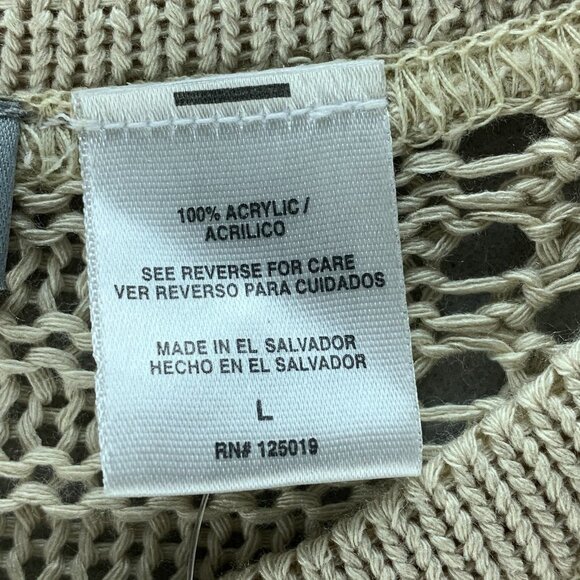 100% ACRYLIC /
ACRILICO
SEE REVERSE FOR CARE
VER REVERSO PARA CUIDADOS
MADE IN EL SALVADOR
HECHO EN EL SALVADOR
L
RN# 125019